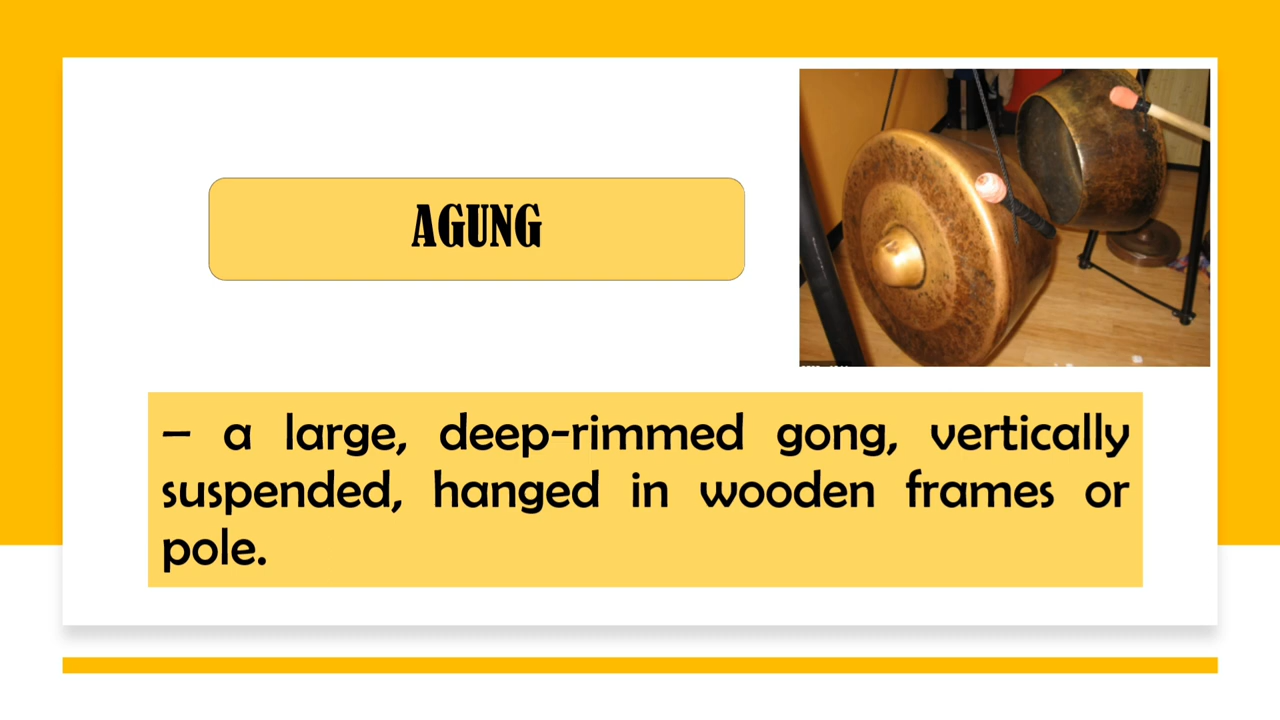 AGUNG
– a large, deep-rimmed gong, vertically
suspended, hanged in wooden frames or
pole.